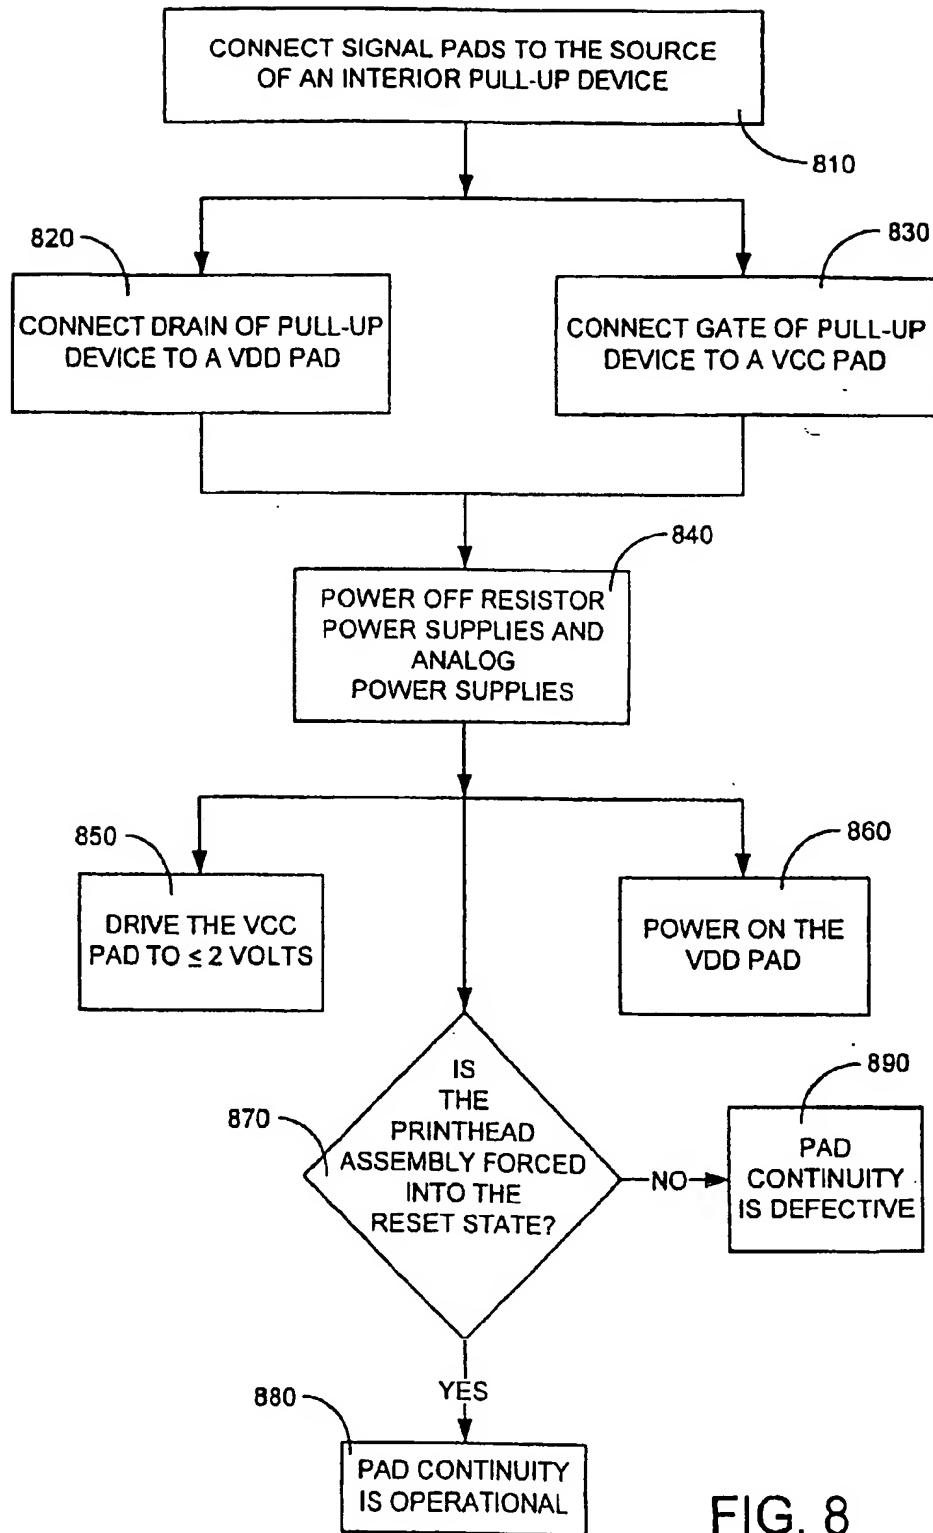 CONNECT SIGNAL PADS TO THE SOURCE
OF AN INTERIOR PULL-UP DEVICE
810
820
830
CONNECT DRAIN OF PULL-UP
DEVICE TO A VDD PAD
CONNECT GATE OF PULL-UP
DEVICE TO A VCC PAD
840
POWER OFF RESISTOR
POWER SUPPLIES AND
ANALOG
POWER SUPPLIES
850
860
DRIVE THE VCC
PAD TO ≤ 2 VOLTS
POWER ON THE
VDD PAD
870
IS
THE
PRINTHEAD
ASSEMBLY FORCED
INTO THE
RESET STATE?
NO
890
PAD
CONTINUITY
IS DEFECTIVE
YES
880
PAD CONTINUITY
IS OPERATIONAL
FIG. 8